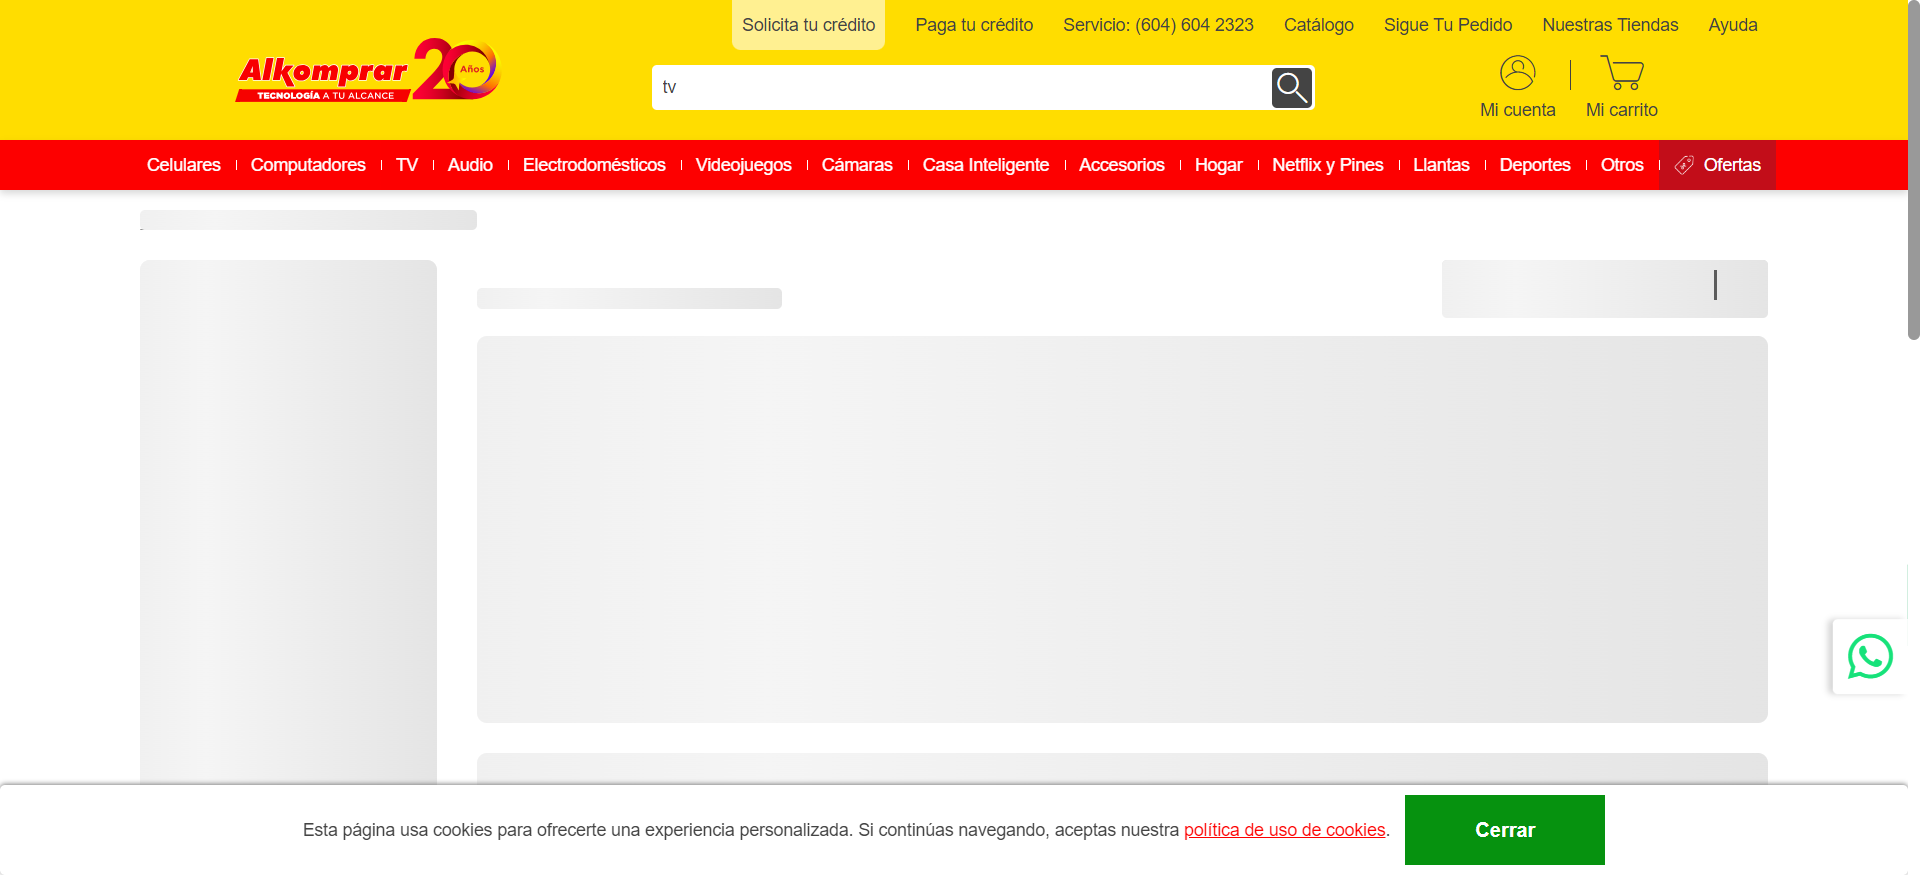 Solicita tu crédito
Paga tu crédito
Servicio: (604) 604 2323
Catálogo
Sigue Tu Pedido
Nuestras Tiendas
Ayuda
Alkomprar 20 Años
TECNOLOGÍA A TU ALCANCE
tv
Mi cuenta
Mi carrito
Celulares
Computadores
TV
Audio
Electrodomésticos
Videojuegos
Cámaras
Casa Inteligente
Accesorios
Hogar
Netflix y Pines
Llantas
Deportes
Otros
Ofertas
Esta página usa cookies para ofrecerte una experiencia personalizada. Si continúas navegando, aceptas nuestra política de uso de cookies.
Cerrar